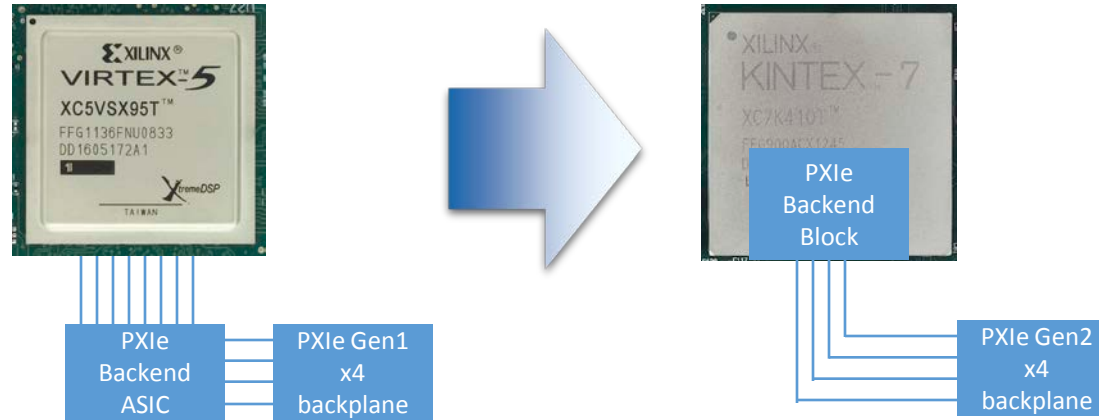 XILINX ®
VIRTEX™-5
XC5VSX95T™
FFG1136FNU0833
DD1605172A1
XtremeDSP
TAIWAN
PXIe
Backend
ASIC
PXIe Gen1
x4
backplane
XILINX®
KINTEX™-7
XC7K410T™
PXIe
Backend
Block
PXIe Gen2
x4
backplane